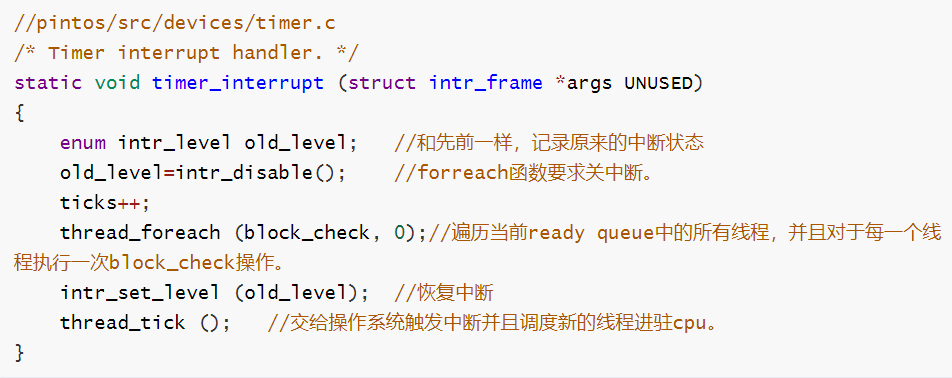 //pintos/src/devices/timer.c
/* Timer interrupt handler. */
static void timer_interrupt (struct intr_frame *args UNUSED)
{
    enum intr_level old_level;   //和先前一样，记录原来的中断状态
    old_level=intr_disable();    //forreach函数要求关中断。
    ticks++;
    thread_foreach (block_check, 0);//遍历当前ready queue中的所有线程，并且对于每一个线
程执行一次block_check操作。
    intr_set_level (old_level);  //恢复中断
    thread_tick ();   //交给操作系统触发中断并且调度新的线程进驻cpu。
}